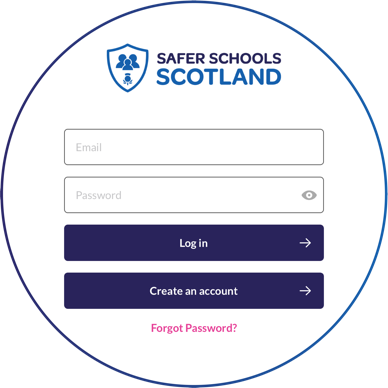 SAFER SCHOOLS
SCOTLAND
Email
Password
Log in
Create an account
Forgot Password?